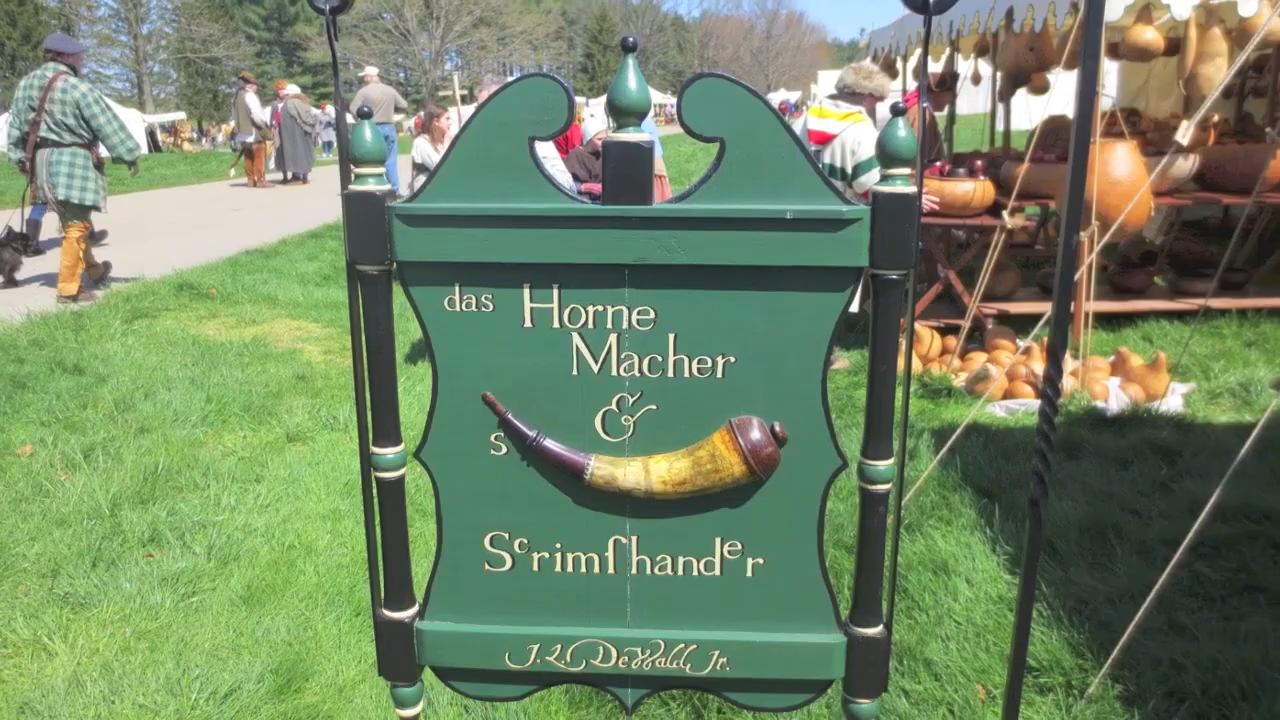 das Horne
Macher
&
S
Scrimſhander
J. L. DeWald, Jr.